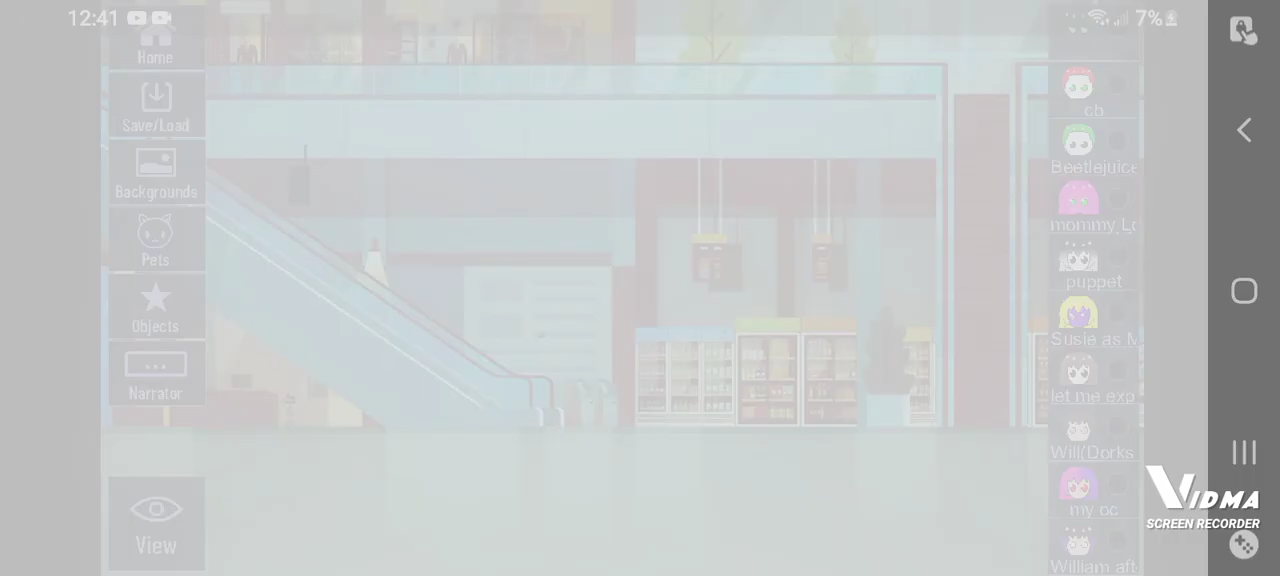 12:41
7%
Home
Save/Load
Backgrounds
Pets
Objects
Narrator
View
cb
Beetlejuice
mommy Lo
puppet
Susie as M
let me exp
Will(Dorks
my oc
William aft
VIDMA
SCREEN RECORDER